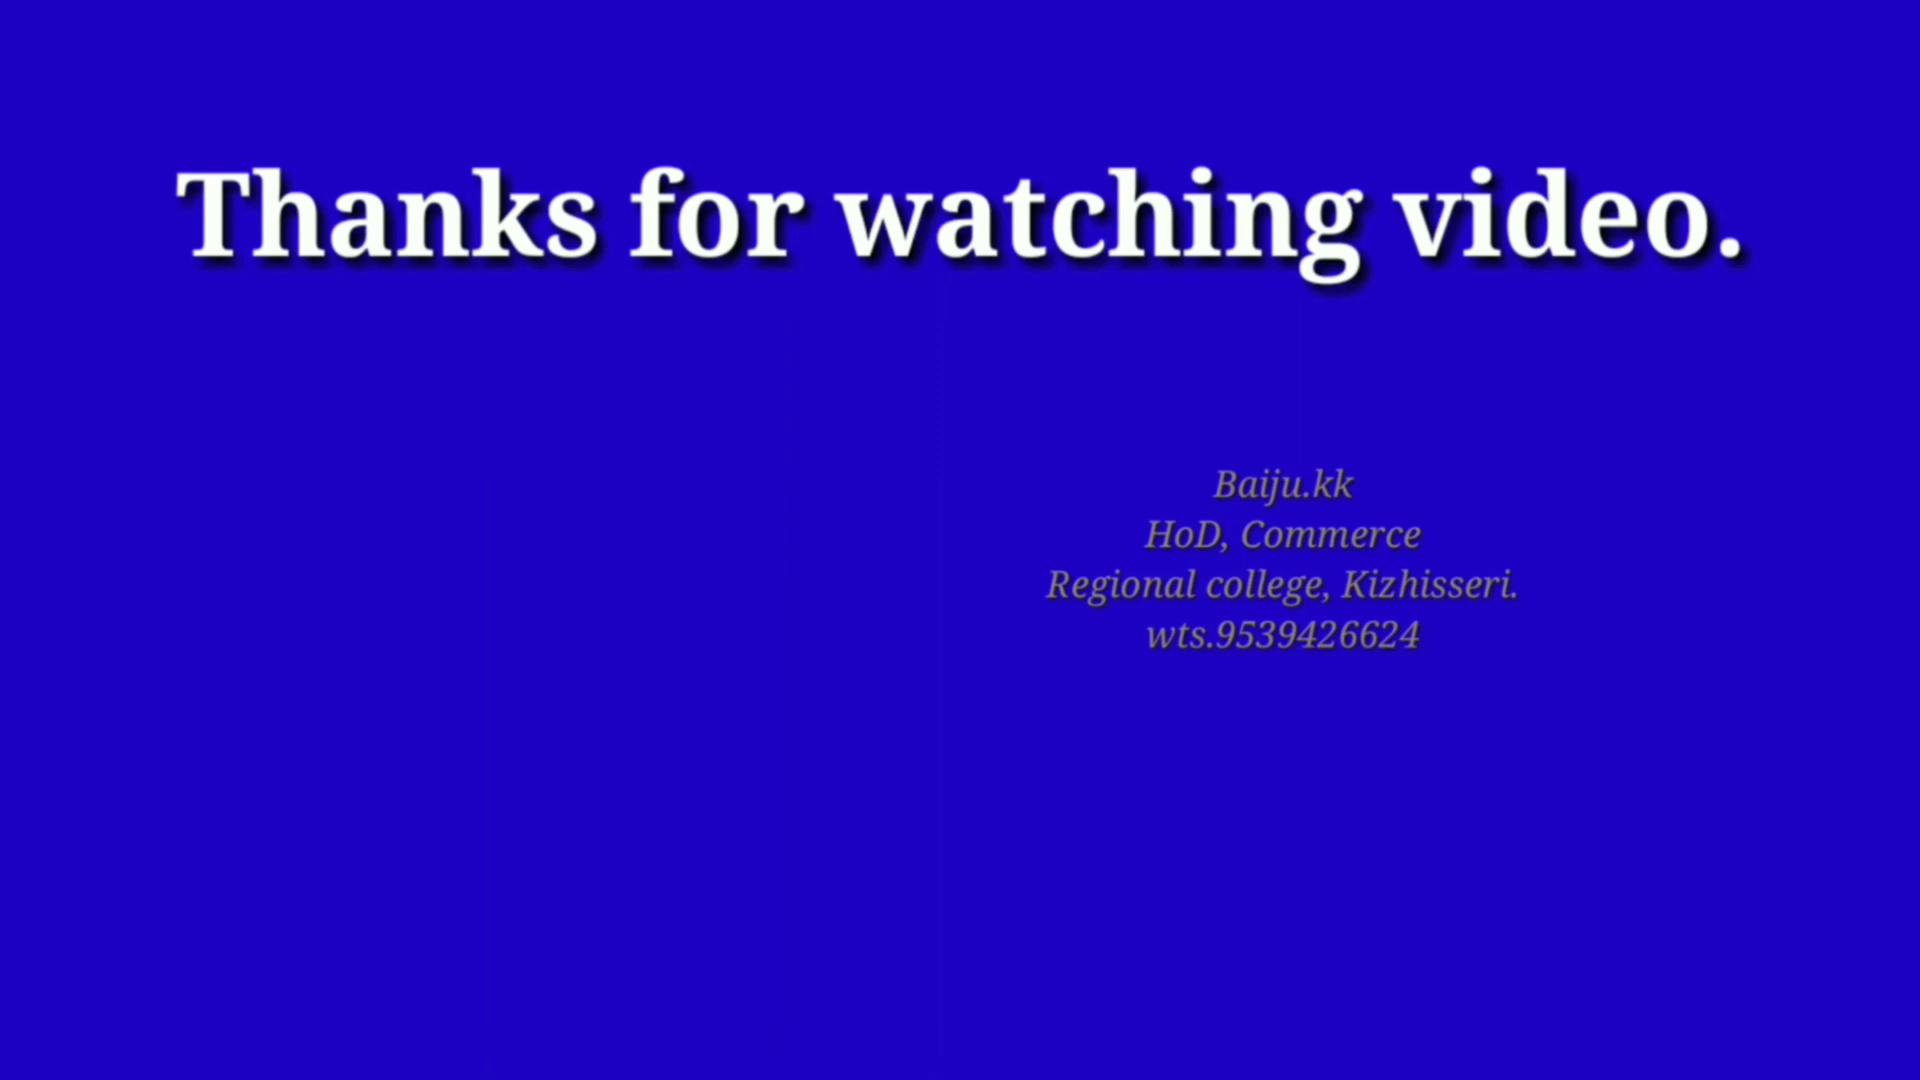 Thanks for watching video.
Baiju.kk
HoD, Commerce
Regional college, Kizhisseri.
wts.9539426624